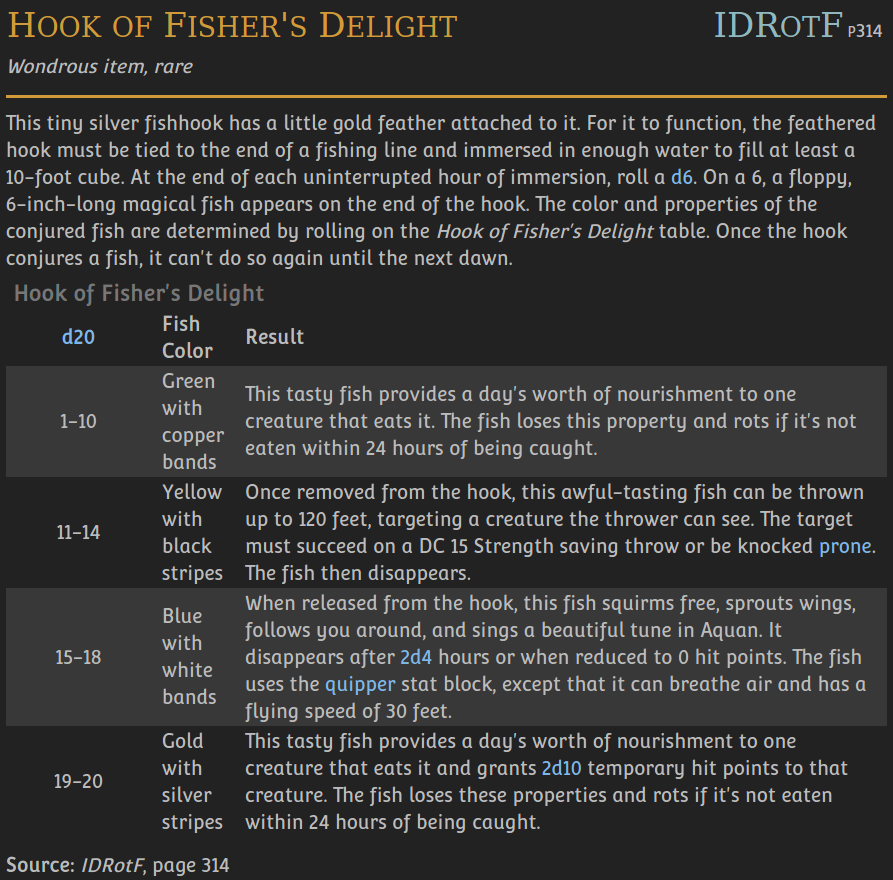 Hook of Fisher's Delight IDRotF P314
Wondrous item, rare
This tiny silver fishhook has a little gold feather attached to it. For it to function, the feathered
hook must be tied to the end of a fishing line and immersed in enough water to fill at least a
10-foot cube. At the end of each uninterrupted hour of immersion, roll a d6. On a 6, a floppy,
6-inch-long magical fish appears on the end of the hook. The color and properties of the
conjured fish are determined by rolling on the Hook of Fisher's Delight table. Once the hook
conjures a fish, it can't do so again until the next dawn.
Hook of Fisher's Delight
d20
Fish
Color
Result
1–10
Green
with
copper
bands
This tasty fish provides a day's worth of nourishment to one
creature that eats it. The fish loses this property and rots if it's not
eaten within 24 hours of being caught.
11–14
Yellow
with
black
stripes
Once removed from the hook, this awful-tasting fish can be thrown
up to 120 feet, targeting a creature the thrower can see. The target
must succeed on a DC 15 Strength saving throw or be knocked prone.
The fish then disappears.
15–18
Blue
with
white
bands
When released from the hook, this fish squirms free, sprouts wings,
follows you around, and sings a beautiful tune in Aquan. It
disappears after 2d4 hours or when reduced to 0 hit points. The fish
uses the quipper stat block, except that it can breathe air and has a
flying speed of 30 feet.
19–20
Gold
with
silver
stripes
This tasty fish provides a day's worth of nourishment to one
creature that eats it and grants 2d10 temporary hit points to that
creature. The fish loses these properties and rots if it's not eaten
within 24 hours of being caught.
Source: IDRotF, page 314